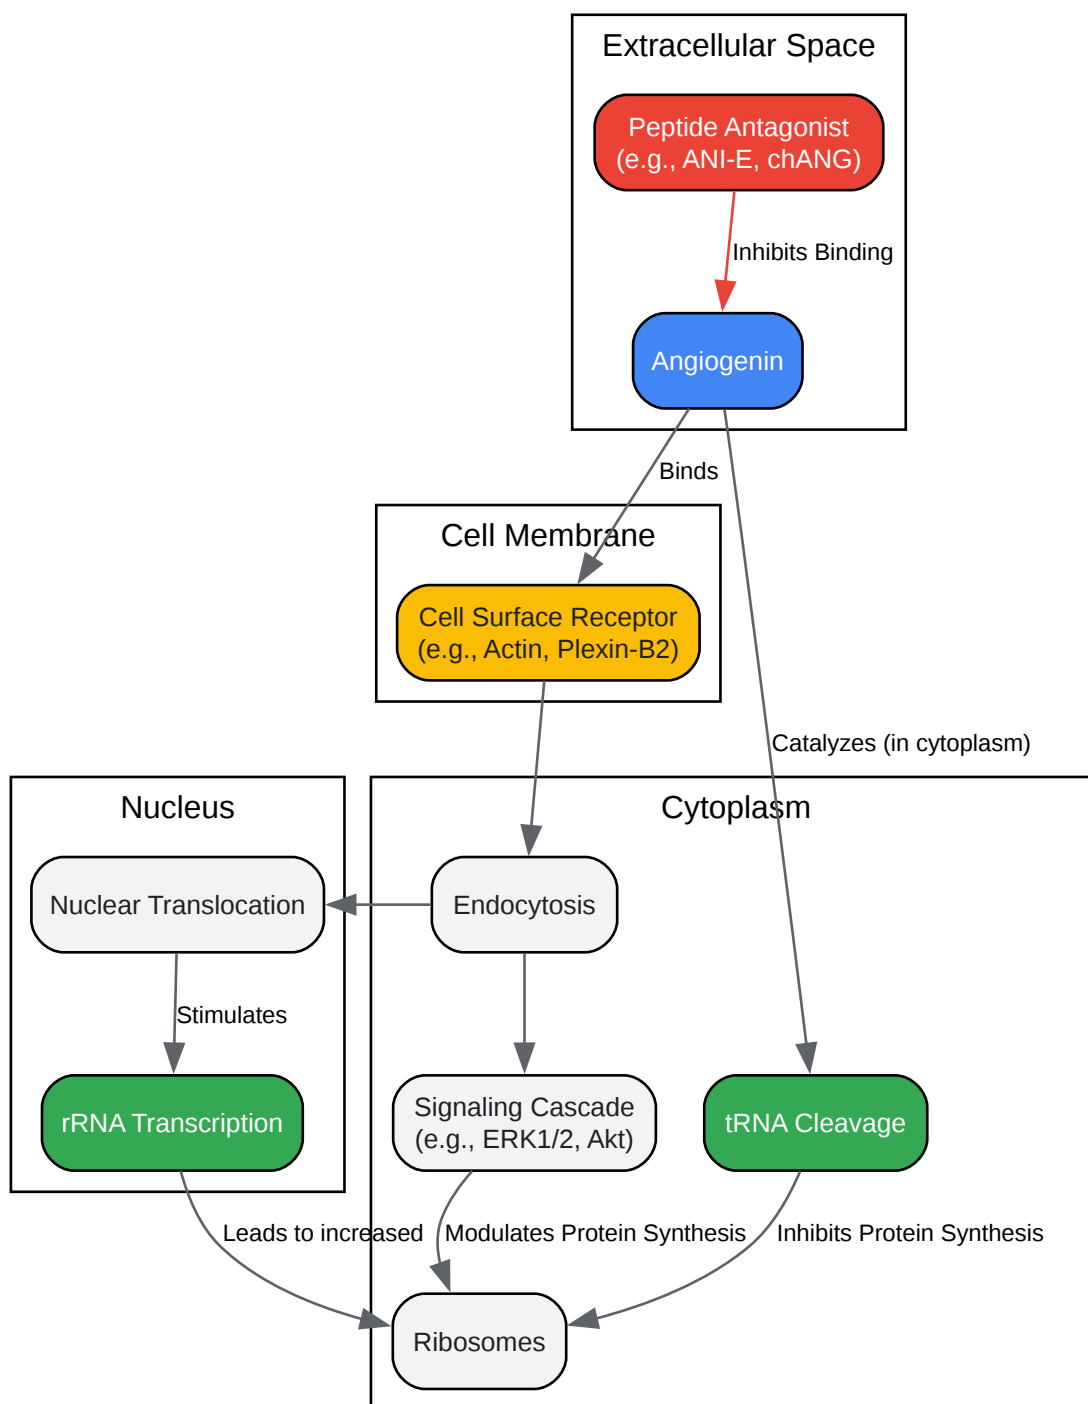 Extracellular Space
Peptide Antagonist
(e.g., ANI-E, chANG)
Inhibits Binding
Angiogenin
Binds
Cell Membrane
Cell Surface Receptor
(e.g., Actin, Plexin-B2)
Catalyzes (in cytoplasm)
Nucleus
Cytoplasm
Nuclear Translocation
Endocytosis
Stimulates
rRNA Transcription
Signaling Cascade
(e.g., ERK1/2, Akt)
tRNA Cleavage
Leads to increased
Modulates Protein Synthesis
Inhibits Protein Synthesis
Ribosomes